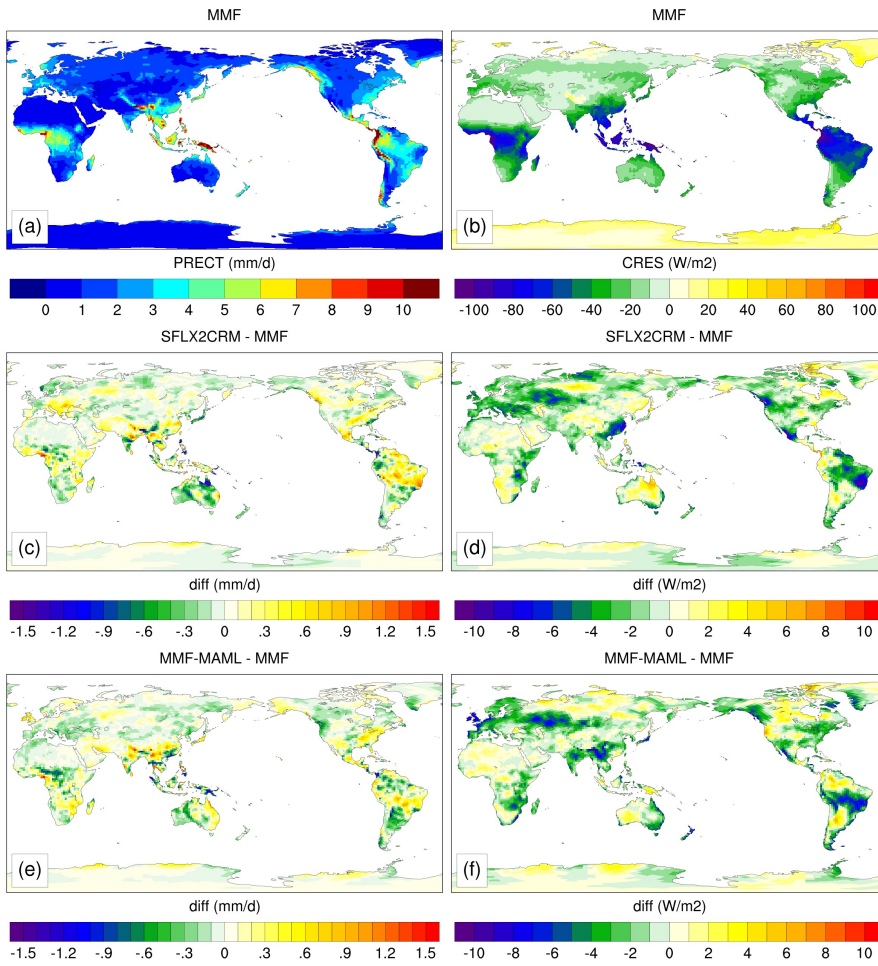 MMF MMF
(a) (b)
PRECT (mm/d) CRES (W/m2)
0 1 2 3 4 5 6 7 8 9 10 -100 -80 -60 -40 -20 0 20 40 60 80 100
SFLX2CRM - MMF SFLX2CRM - MMF
(c) (d)
diff (mm/d) diff (W/m2)
-1.5 -1.2 -.9 -.6 -.3 0 .3 .6 .9 1.2 1.5 -10 -8 -6 -4 -2 0 2 4 6 8 10
MMF-MAML - MMF MMF-MAML - MMF
(e) (f)
diff (mm/d) diff (W/m2)
-1.5 -1.2 -.9 -.6 -.3 0 .3 .6 .9 1.2 1.5 -10 -8 -6 -4 -2 0 2 4 6 8 10